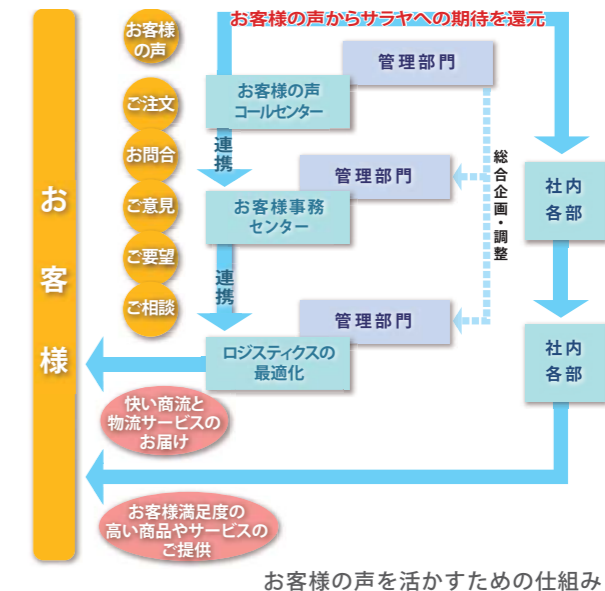 お客様の声からサラヤへの期待を還元
お客様
お客様
の声
ご注文
お問合
ご意見
ご要望
ご相談
管理部門
お客様の声
コールセンター
連携
管理部門
お客様事務
センター
連携
管理部門
ロジスティクスの
最適化
総合企画・調整
社内
各部
社内
各部
快い商流と
物流サービスの
お届け
お客様満足度の
高い商品やサービスの
ご提供
お客様の声を活かすための仕組み